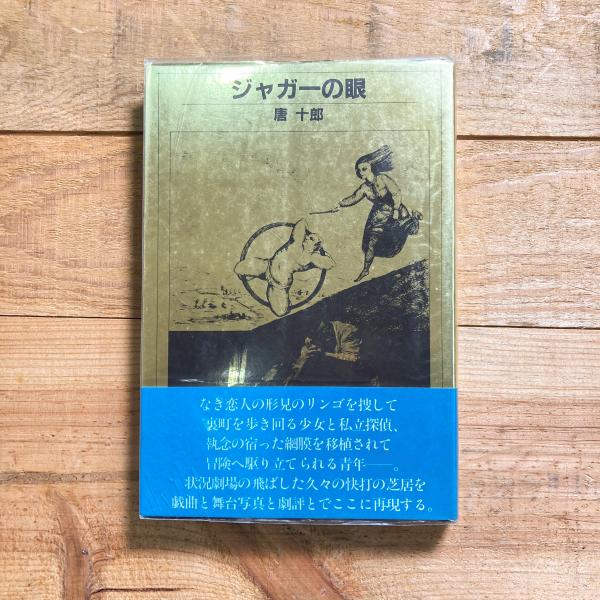 ジャガーの眼
唐 十郎
なき恋人の形見のリンゴを捜して
裏町を歩き回る少女と私立探偵、
執念の宿った網膜を移植されて
冒険へ駆り立てられる青年——。
状況劇場の飛ばした久々の快打の芝居を
戯曲と舞台写真と劇評とでここに再現する。